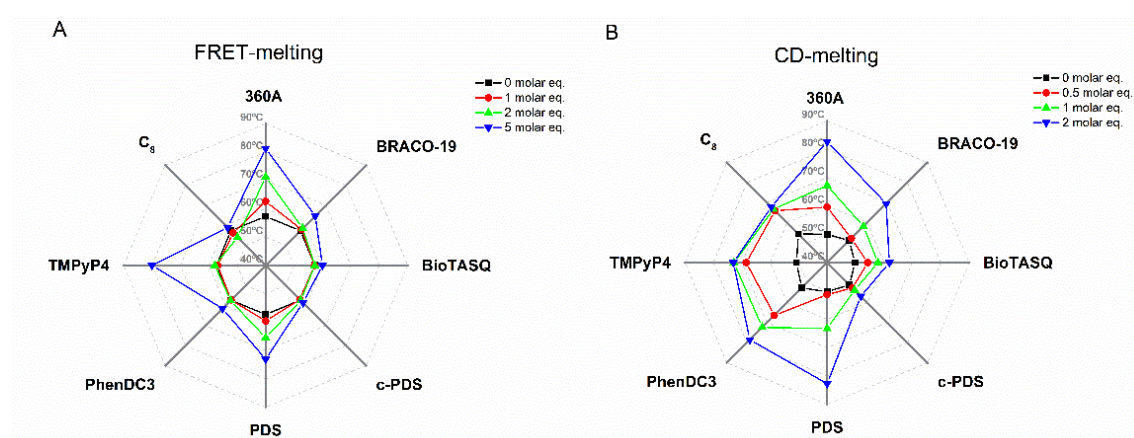 A
FRET-melting
0 molar eq.
1 molar eq.
2 molar eq.
5 molar eq.
360A
BRACO-19
BioTASQ
c-PDS
PDS
PhenDC3
TMPyP4
C₈
90°C
80°C
70°C
60°C
50°C
40°C
B
CD-melting
0 molar eq.
0.5 molar eq.
1 molar eq.
2 molar eq.
360A
BRACO-19
BioTASQ
c-PDS
PDS
PhenDC3
TMPyP4
C₈
90°C
80°C
70°C
60°C
50°C
40°C